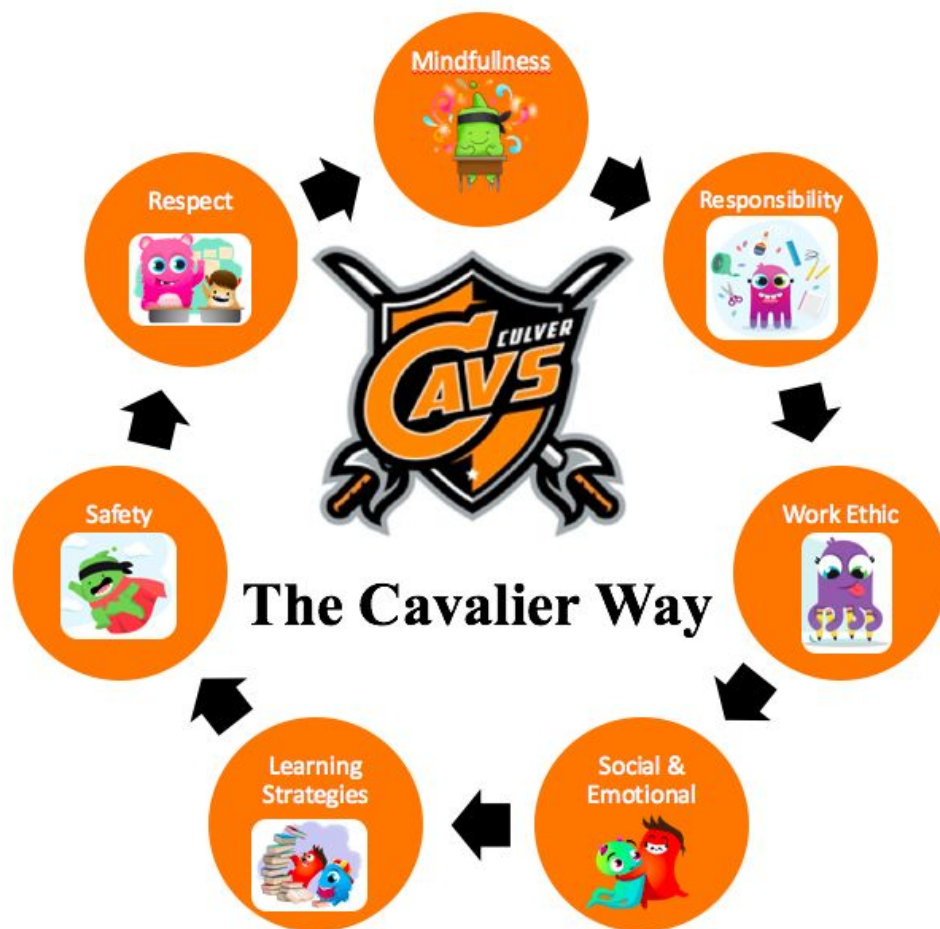 Mindfullness
Respect
Responsibility
CULVER
CAVS
Safety
Work Ethic
The Cavalier Way
Learning
Strategies
Social &
Emotional